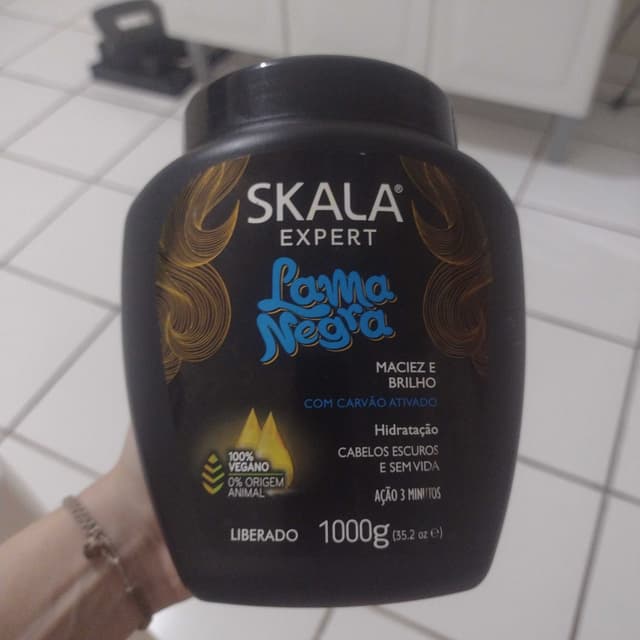 SKALA®
EXPERT
Lama
Negra
MACIEZ E
BRILHO
COM CARVÃO ATIVADO
Hidratação
CABELOS ESCUROS
E SEM VIDA
AÇÃO 3 MINUTOS
100%
VEGANO
0% ORIGEM
ANIMAL
LIBERADO 1000g (35.2 oz ℮)